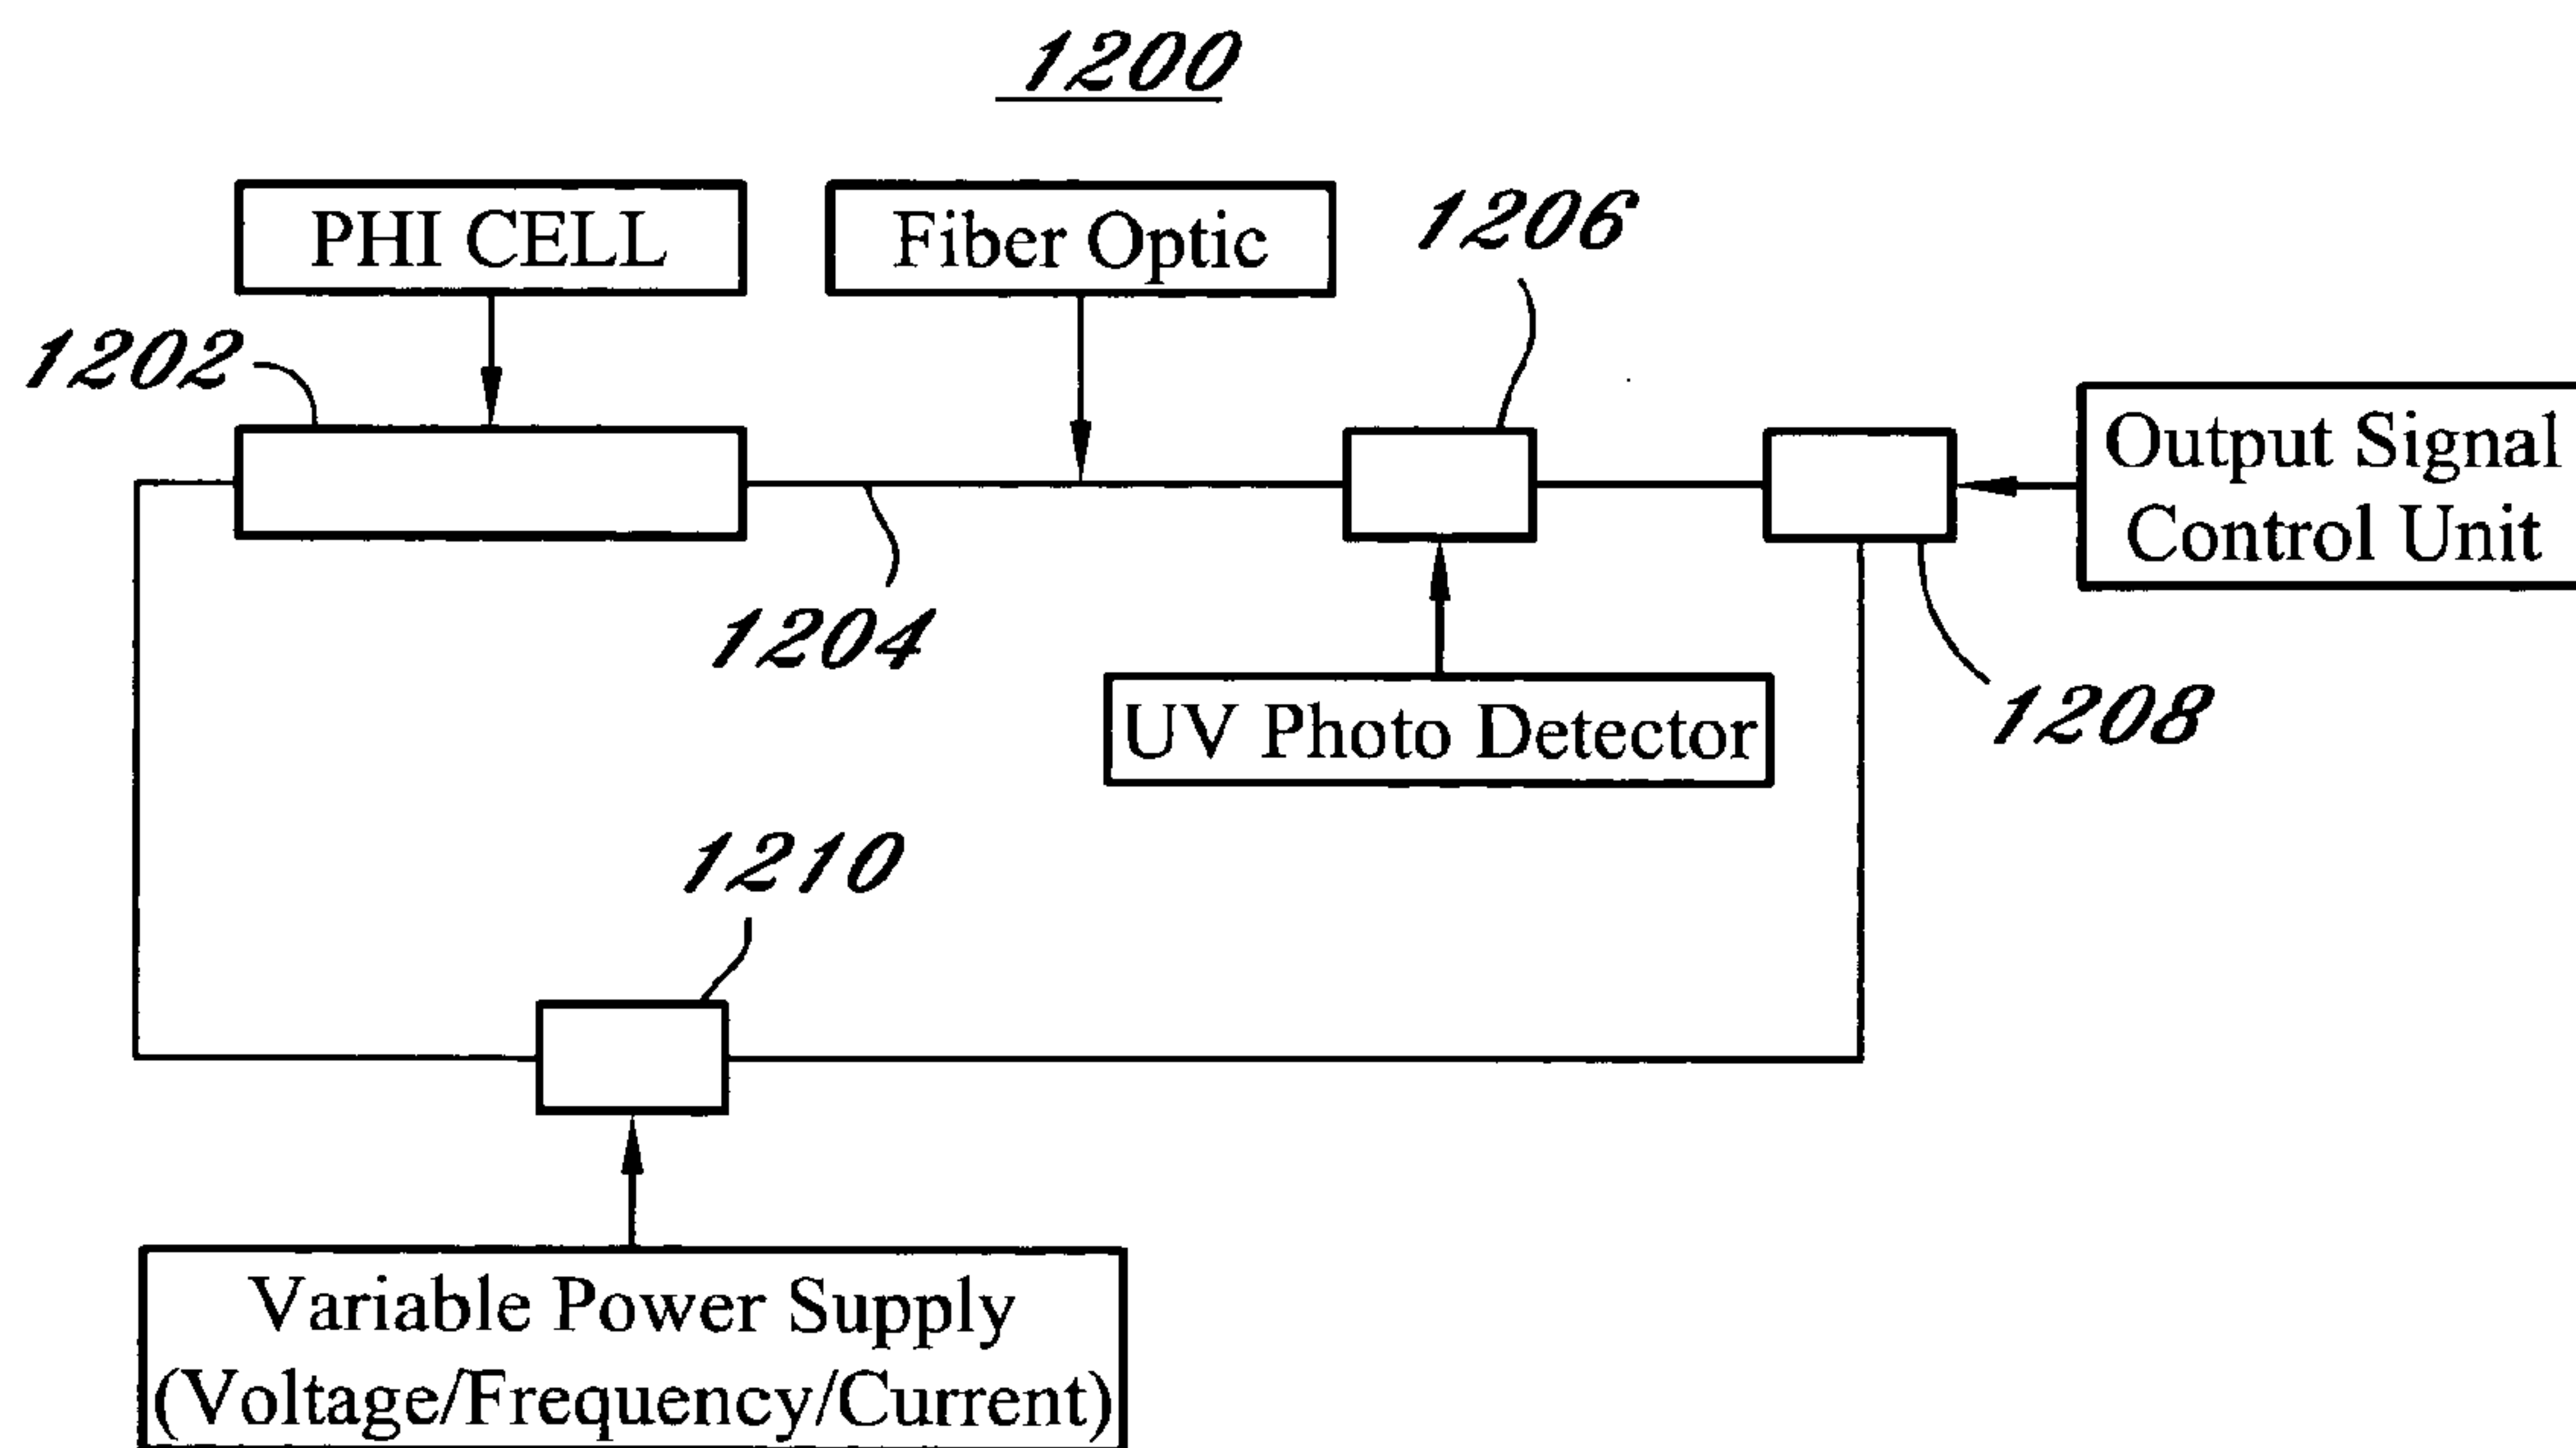 1200
PHI CELL
Fiber Optic
1206
1202
Output Signal
Control Unit
1204
UV Photo Detector
1208
1210
Variable Power Supply
(Voltage/Frequency/Current)